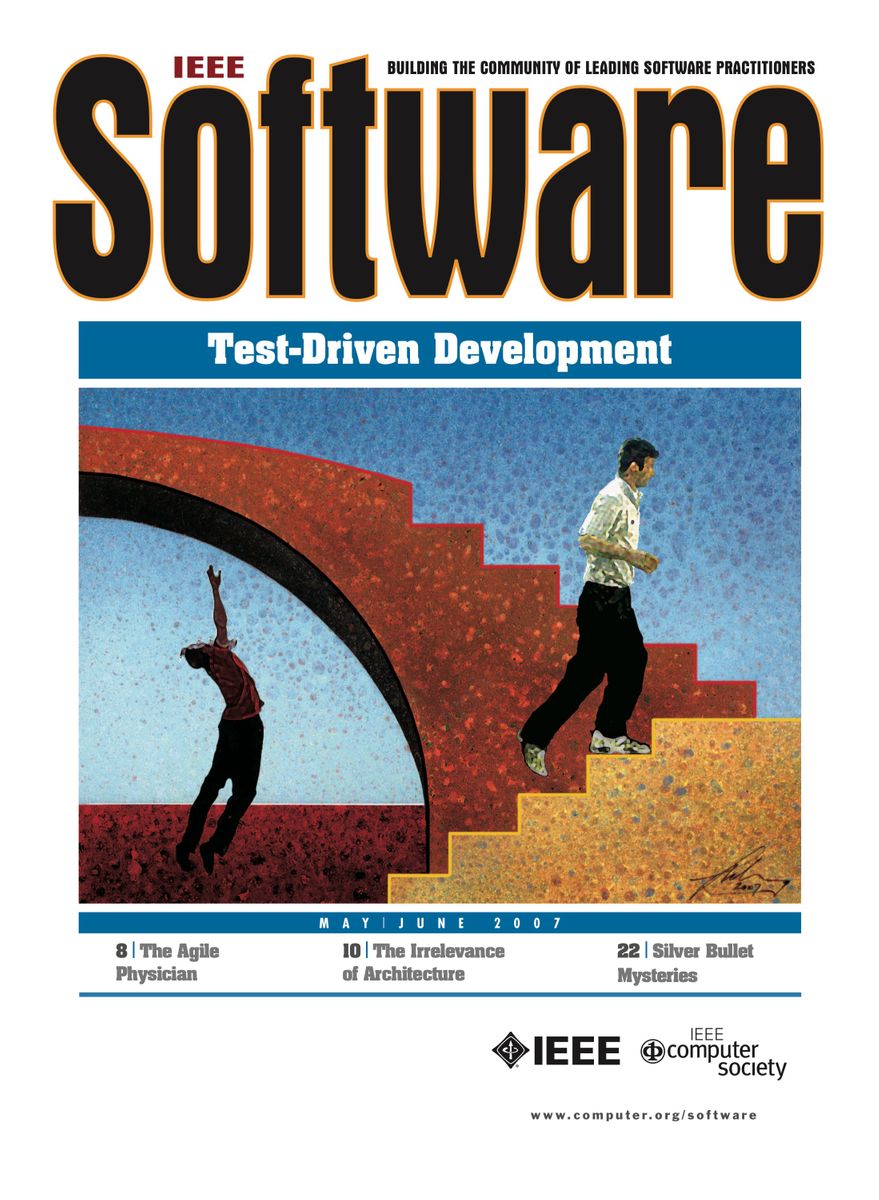 IEEE
BUILDING THE COMMUNITY OF LEADING SOFTWARE PRACTITIONERS
Software
Test-Driven Development
2007
MAY | JUNE 2007
8 | The Agile
Physician
10 | The Irrelevance
of Architecture
22 | Silver Bullet
Mysteries
IEEE
IEEE
computer
society
www.computer.org/software